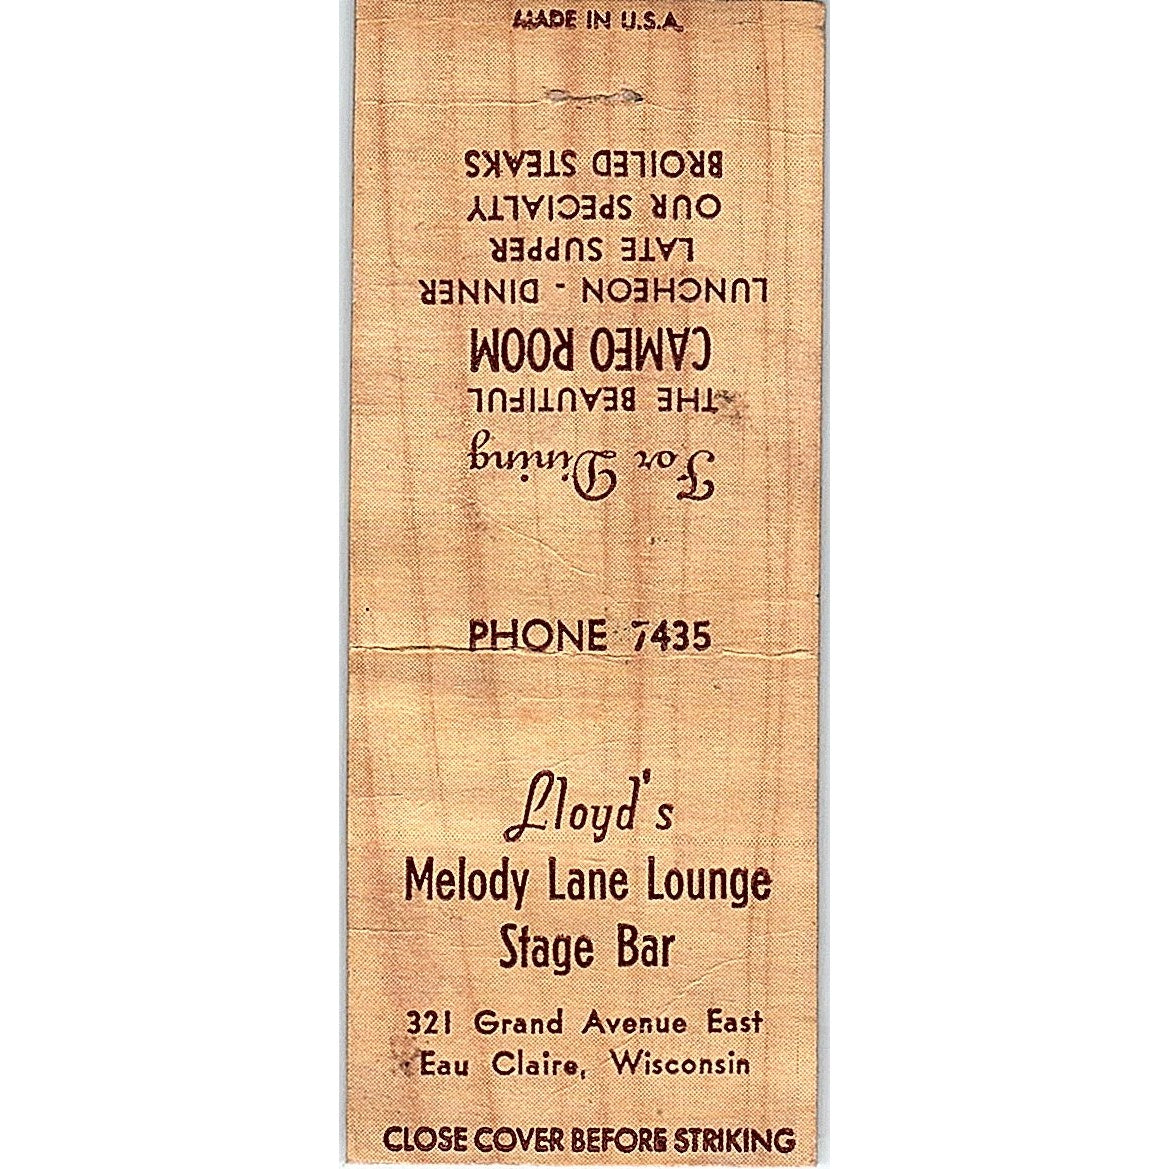 MADE IN U.S.A.
For Dining
THE BEAUTIFUL
CAMEO ROOM
LUNCHEON - DINNER
LATE SUPPER
OUR SPECIALTY
BROILED STEAKS
PHONE 7435
Lloyd's
Melody Lane Lounge
Stage Bar
321 Grand Avenue East
Eau Claire, Wisconsin
CLOSE COVER BEFORE STRIKING